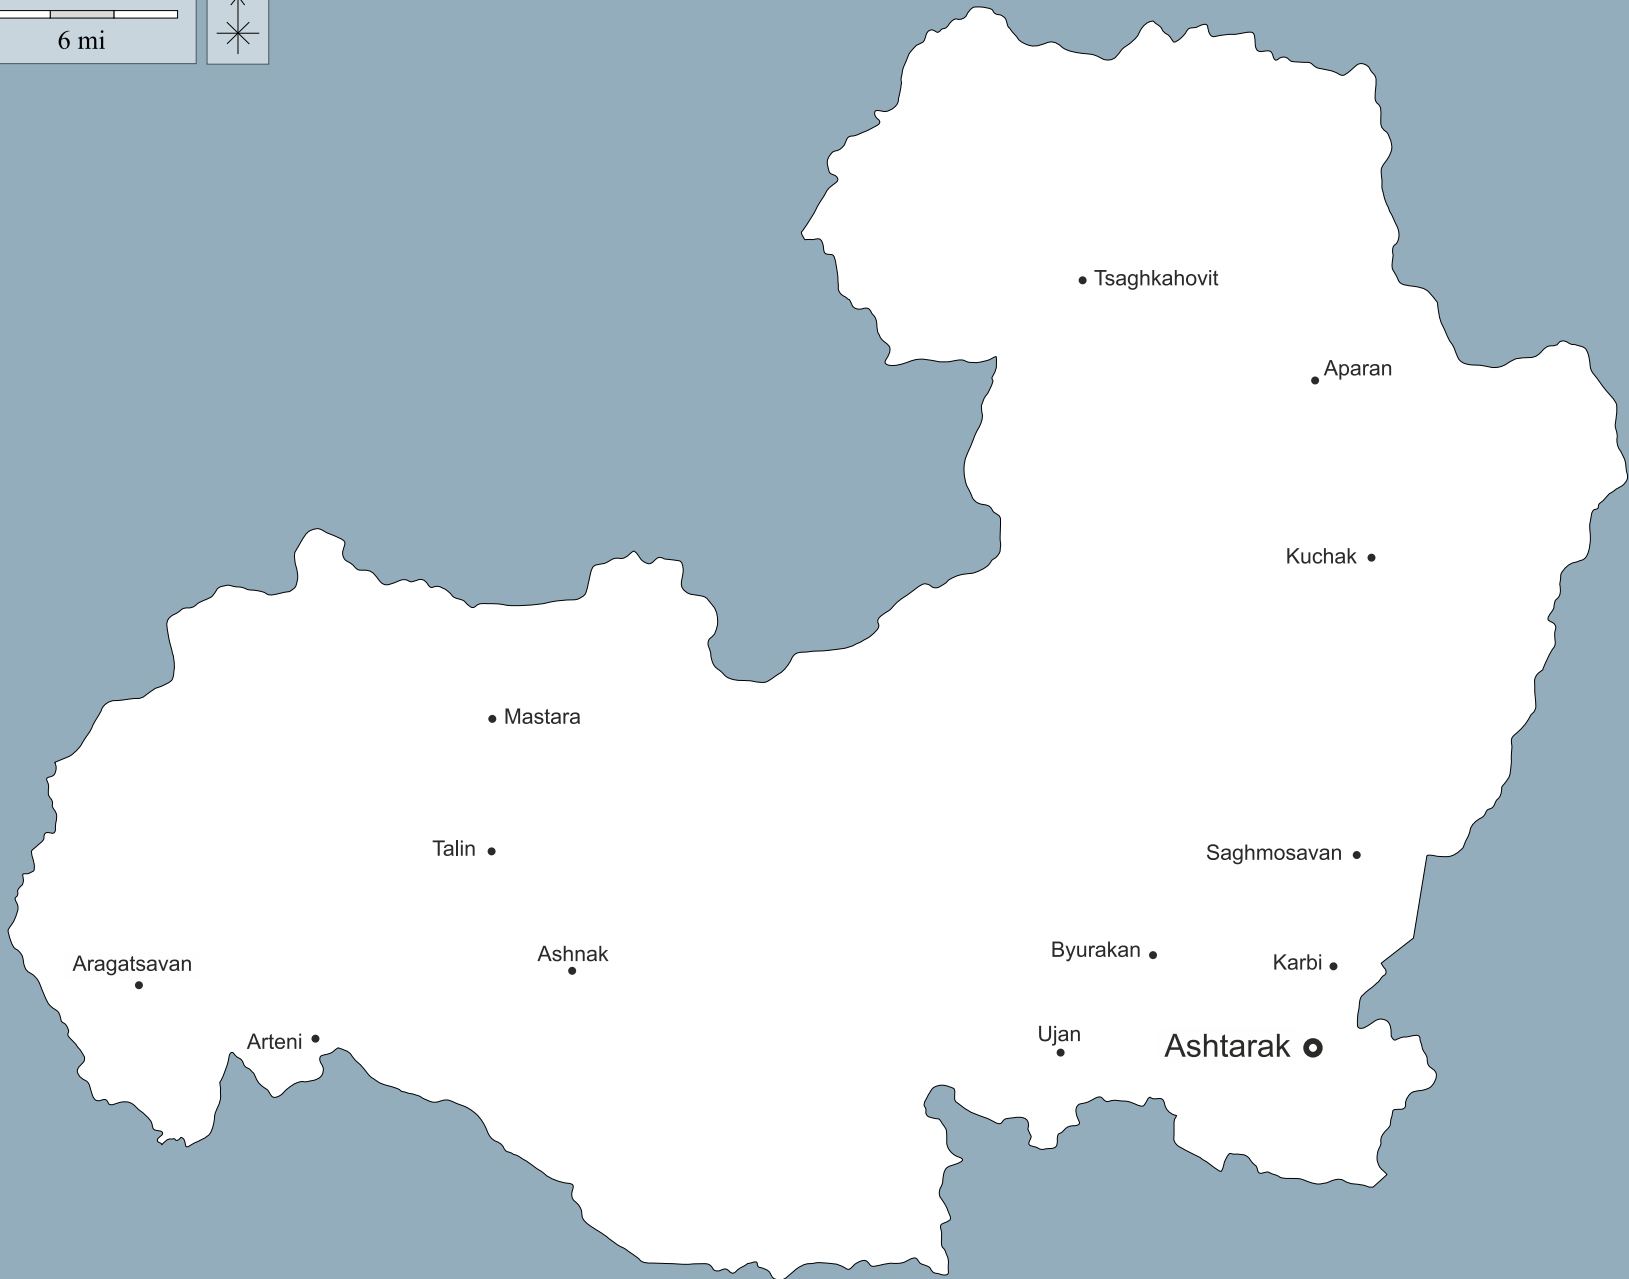 6 mi
Tsaghkahovit
Aparan
Kuchak
Mastara
Talin
Saghmosavan
Ashnak
Byurakan
Karbi
Aragatsavan
Arteni
Ujan
Ashtarak